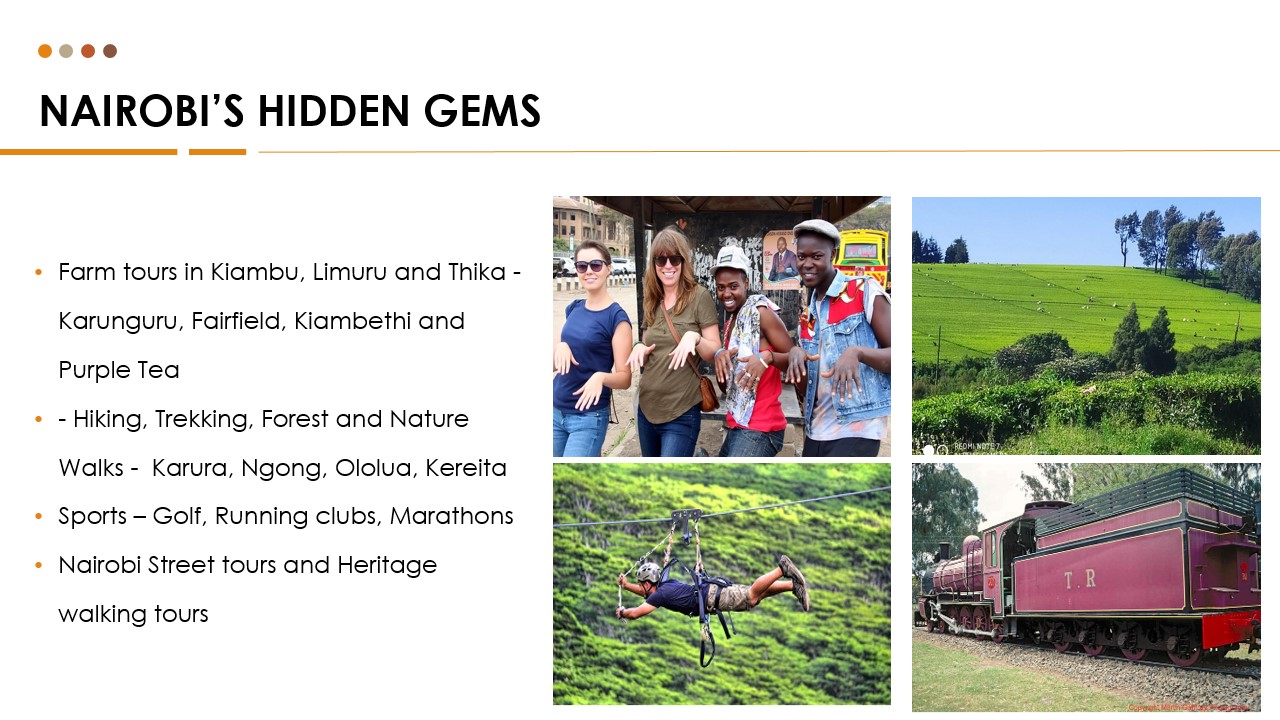 NAIROBI’S HIDDEN GEMS
• Farm tours in Kiambu, Limuru and Thika -
Karunguru, Fairfield, Kiambethi and
Purple Tea
• - Hiking, Trekking, Forest and Nature
Walks -  Karura, Ngong, Ololua, Kereita
• Sports – Golf, Running clubs, Marathons
• Nairobi Street tours and Heritage
walking tours
REDMI NOTE 7
T. R